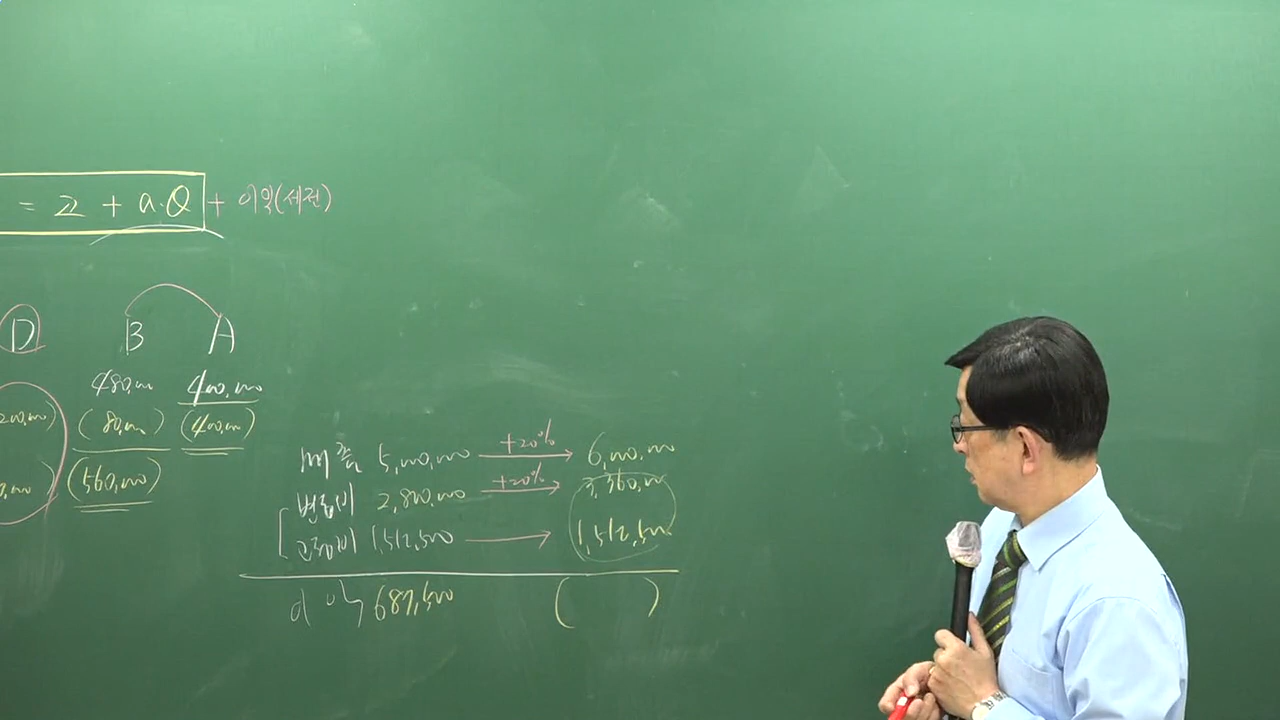 = Z + a·Q + 이익(세전)
D B A
480,000 400,000
200,000) (80,000) (400,000)
(560,000)
매출 5,000,000 +20% 6,000,000
변동비 2,800,000 +20% 3,360,000
고정비 1,512,500 1,512,500
이익 687,500 ( )